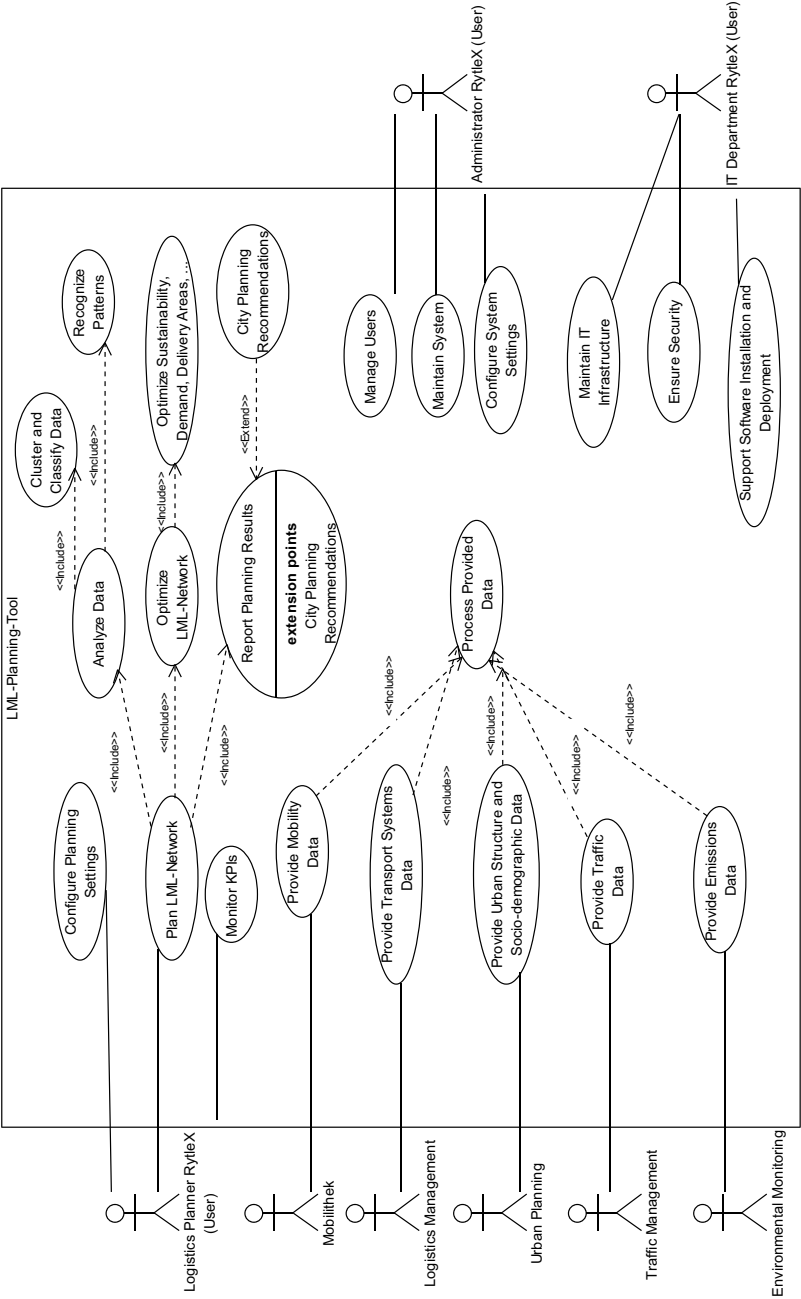 LML-Planning-Tool
Configure Planning
Settings
Plan LML-Network
Monitor KPIs
Provide Mobility
Data
Provide Transport Systems
Data
Provide Urban Structure and
Socio-demographic Data
Provide Traffic
Data
Provide Emissions
Data
Logistics Planner RytleX
(User)
Mobilithek
Logistics Management
Urban Planning
Traffic Management
Environmental Monitoring
<<Include>>
<<Include>>
<<Include>>
<<Include>>
<<Include>>
<<Include>>
<<Include>>
<<Include>>
Analyze Data
Optimize
LML-Network
Report Planning Results
extension points
City Planning
Recommendations
Process Provided
Data
<<Include>>
<<Include>>
<<Include>>
<<Extend>>
Cluster and
Classify Data
Recognize
Patterns
Optimize Sustainability,
Demand, Delivery Areas, ...
City Planning
Recommendations
Manage Users
Maintain System
Configure System
Settings
Maintain IT
Infrastructure
Ensure Security
Support Software Installation and
Deployment
Administrator RytleX (User)
IT Department RytleX (User)